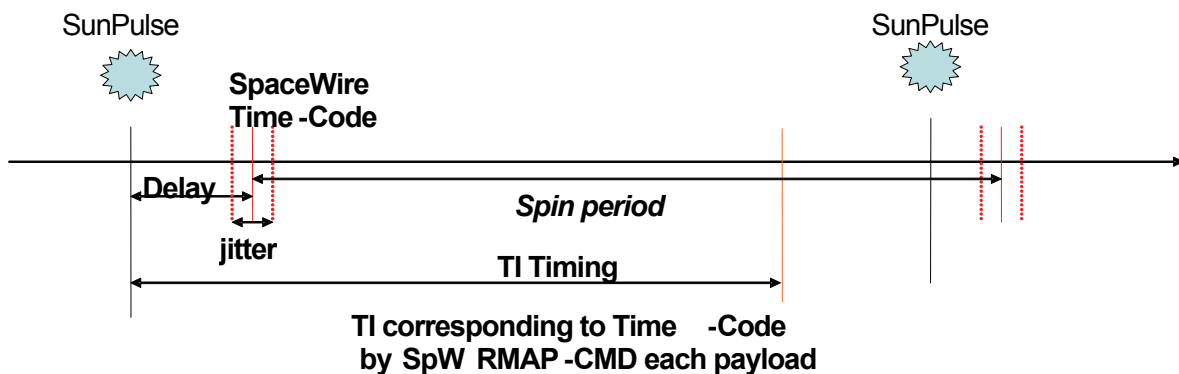 SunPulse
SunPulse
SpaceWire
Time -Code
Delay
Spin period
jitter
TI Timing
TI corresponding to Time -Code
by SpW RMAP -CMD each payload